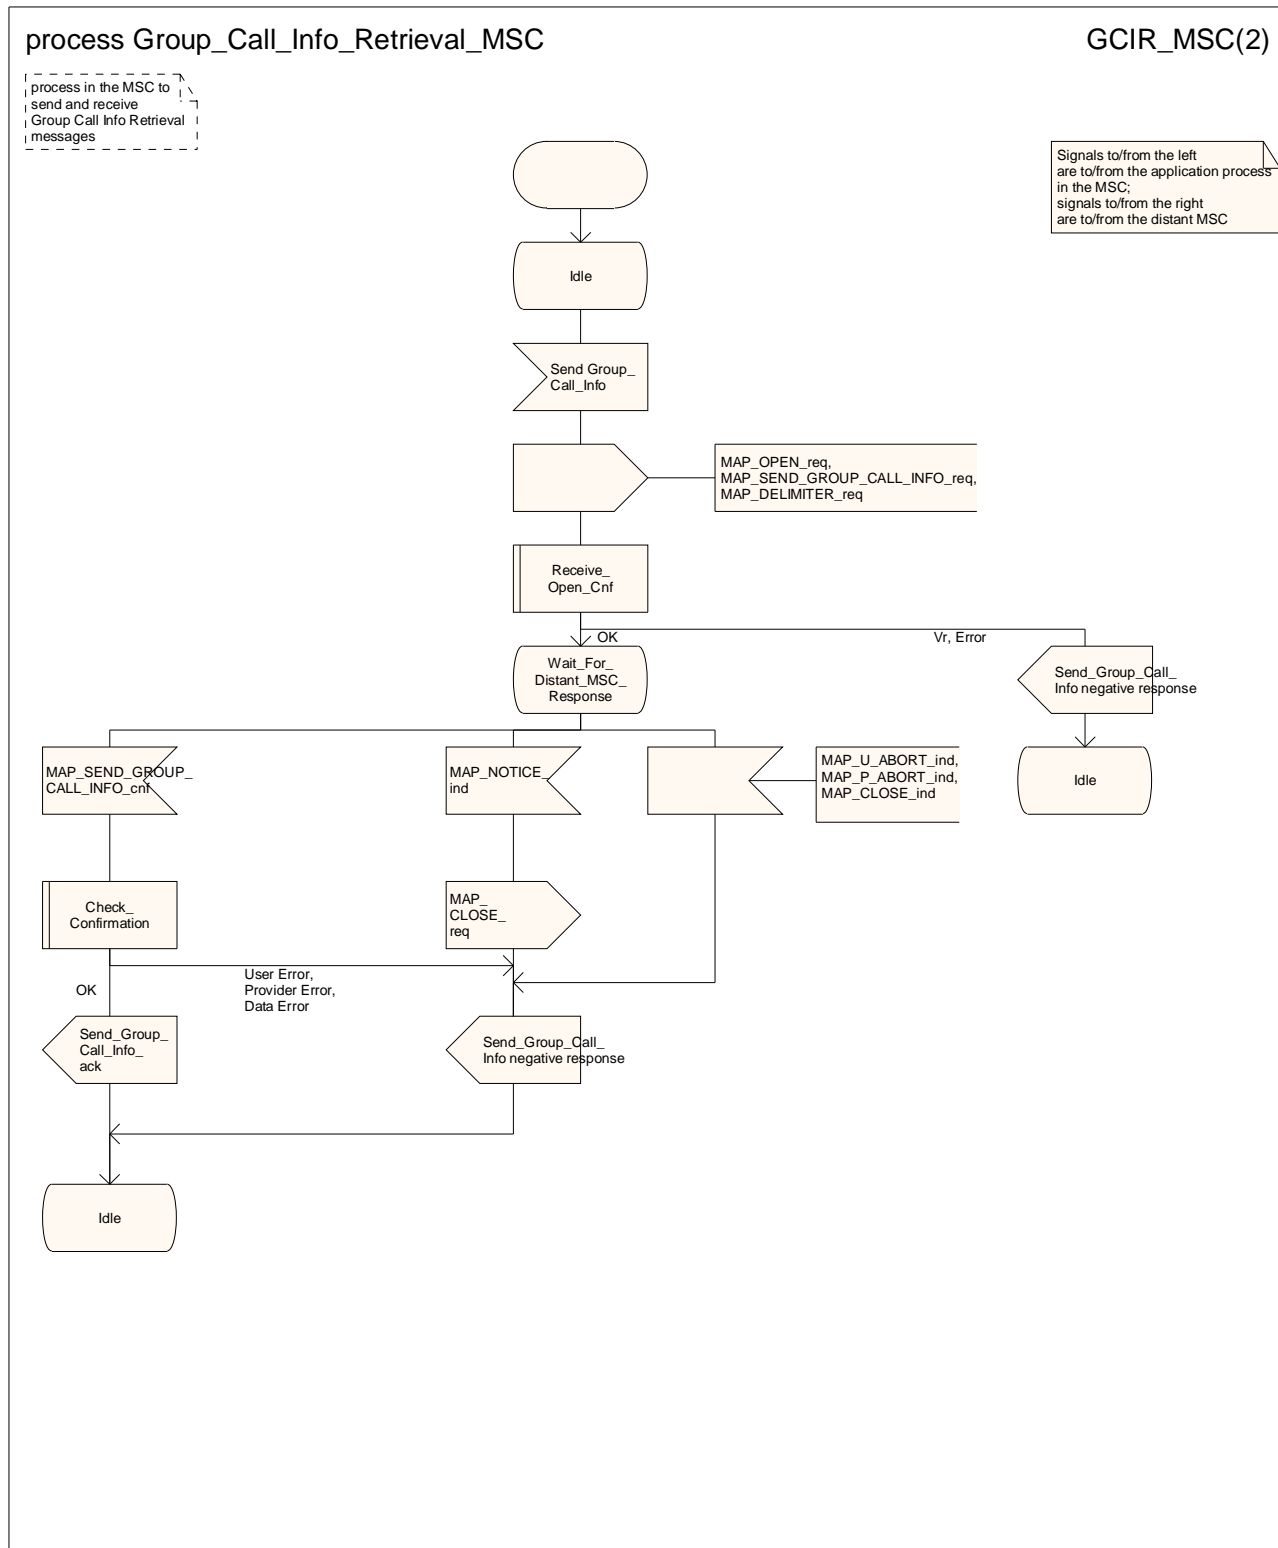 process Group_Call_Info_Retrieval_MSC
GCIR_MSC(2)
process in the MSC to
send and receive
Group Call Info Retrieval
messages
Signals to/from the left
are to/from the application process
in the MSC;
signals to/from the right
are to/from the distant MSC
Idle
Send Group_
Call_Info
MAP_OPEN_req,
MAP_SEND_GROUP_CALL_INFO_req,
MAP_DELIMITER_req
Receive_
Open_Cnf
OK
Vr, Error
Wait_For_
Distant_MSC_
Response
Send_Group_Call_
Info negative response
MAP_SEND_GROUP_
CALL_INFO_cnf
MAP_NOTICE_
ind
MAP_U_ABORT_ind,
MAP_P_ABORT_ind,
MAP_CLOSE_ind
Idle
Check_
Confirmation
MAP_
CLOSE_
req
User Error,
Provider Error,
Data Error
OK
Send_Group_
Call_Info_
ack
Send_Group_Call_
Info negative response
Idle